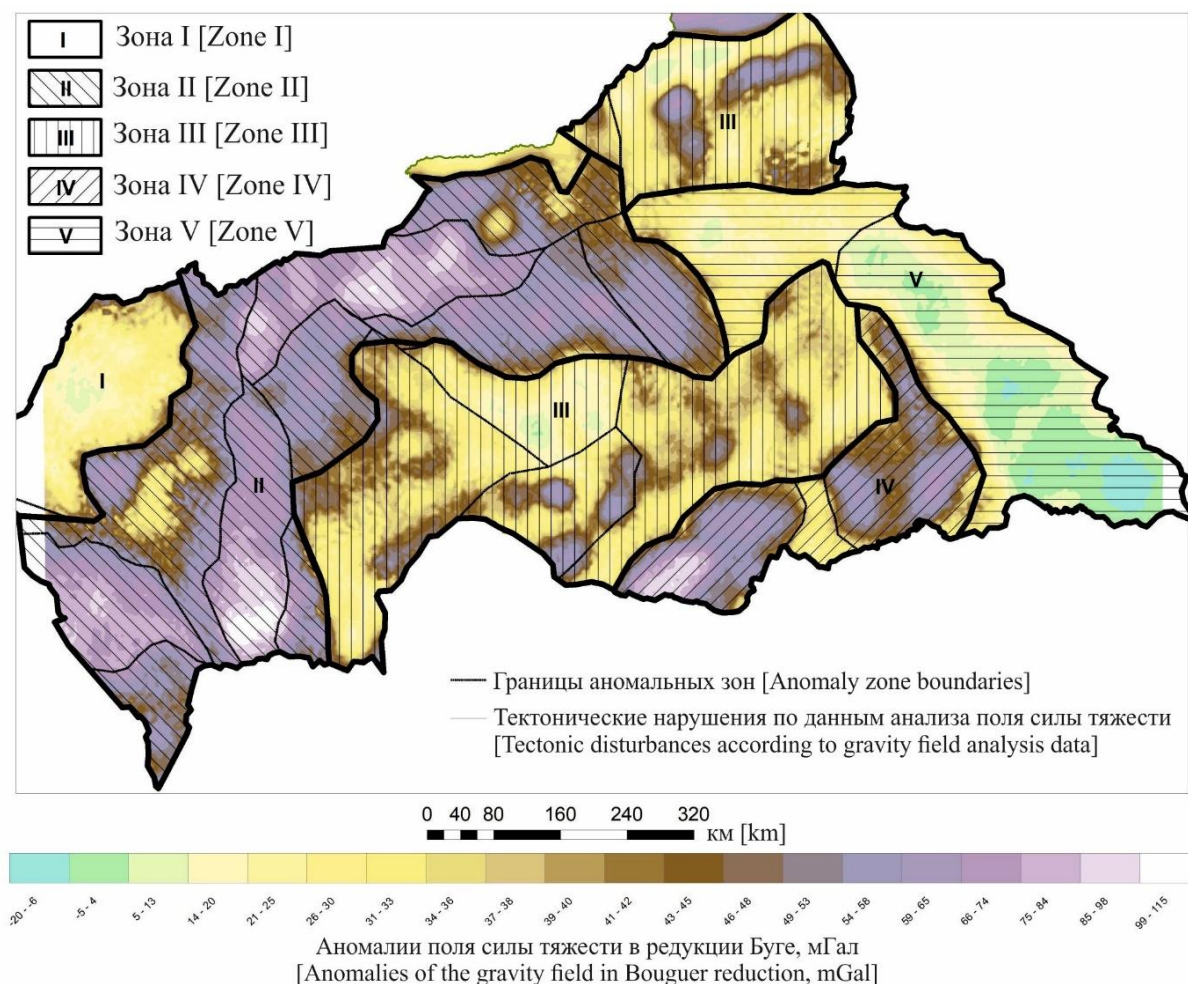 I Зона I [Zone I]
II Зона II [Zone II]
III Зона III [Zone III]
IV Зона IV [Zone IV]
V Зона V [Zone V]
III
V
I
III
II
IV
Границы аномальных зон [Anomaly zone boundaries]
Тектонические нарушения по данным анализа поля силы тяжести
[Tectonic disturbances according to gravity field analysis data]
0 40 80 160 240 320
км [km]
-20 - -6 -5 - 4 5 - 13 14 - 20 21 - 25 26 - 30 31 - 33 34 - 36 37 - 38 39 - 40 41 - 42 43 - 45 46 - 48 49 - 53 54 - 58 59 - 65 66 - 74 75 - 84 85 - 98 99 - 115
Аномалии поля силы тяжести в редукции Буге, мГал
[Anomalies of the gravity field in Bouguer reduction, mGal]